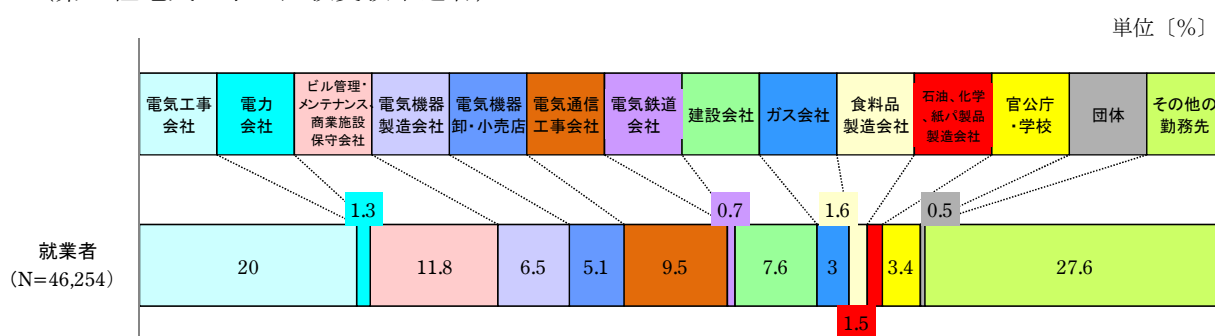 単位〔%〕
電気工事
会社
電力
会社
ビル管理・
メンテナンス、
商業施設
保守会社
電気機器
製造会社
電気機器
卸・小売店
電気通信
工事会社
電気鉄道
会社
建設会社
ガス会社
食料品
製造会社
石油、化学
、紙パ製品
製造会社
官公庁
・学校
団体
その他の
勤務先
就業者
(N=46,254)
20
1.3
11.8
6.5
5.1
9.5
0.7
7.6
3
1.6
1.5
3.4
0.5
27.6